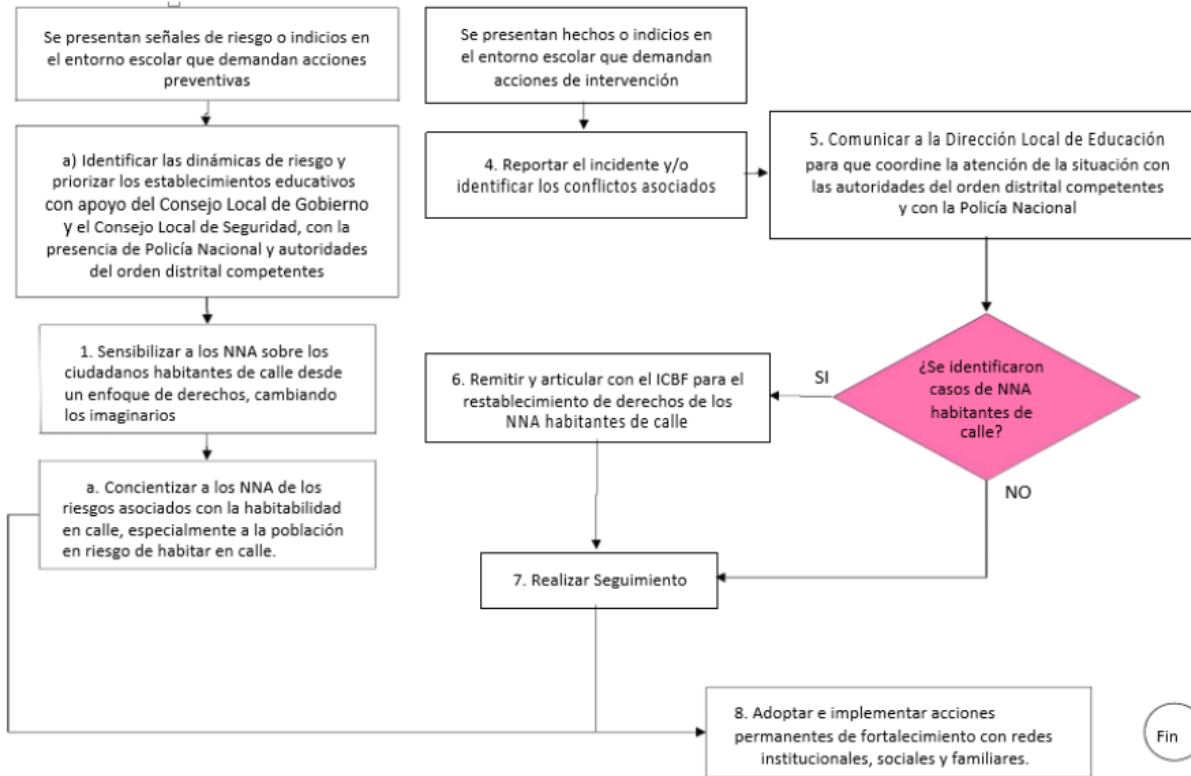 Se presentan señales de riesgo o indicios en
el entorno escolar que demandan acciones
preventivas
a) Identificar las dinámicas de riesgo y
priorizar los establecimientos educativos
con apoyo del Consejo Local de Gobierno
y el Consejo Local de Seguridad, con la
presencia de Policía Nacional y autoridades
del orden distrital competentes
1. Sensibilizar a los NNA sobre los
ciudadanos habitantes de calle desde
un enfoque de derechos, cambiando
los imaginarios
a. Concientizar a los NNA de los
riesgos asociados con la habitabilidad
en calle, especialmente a la población
en riesgo de habitar en calle.
Se presentan hechos o indicios en
el entorno escolar que demandan
acciones de intervención
4. Reportar el incidente y/o
identificar los conflictos asociados
5. Comunicar a la Dirección Local de Educación
para que coordine la atención de la situación con
las autoridades del orden distrital competentes
y con la Policía Nacional
¿Se identificaron
casos de NNA
habitantes de
calle?
SI
NO
6. Remitir y articular con el ICBF para el
restablecimiento de derechos de los
NNA habitantes de calle
7. Realizar Seguimiento
8. Adoptar e implementar acciones
permanentes de fortalecimiento con redes
institucionales, sociales y familiares.
Fin